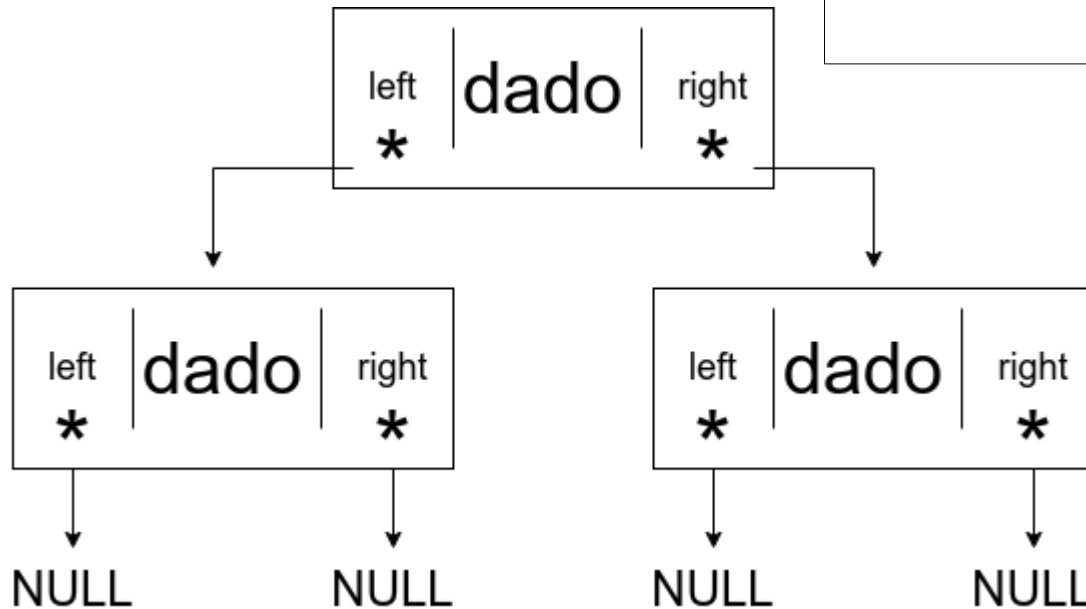 left dado right
* *
left dado right left dado right
* * * *
NULL NULL NULL NULL